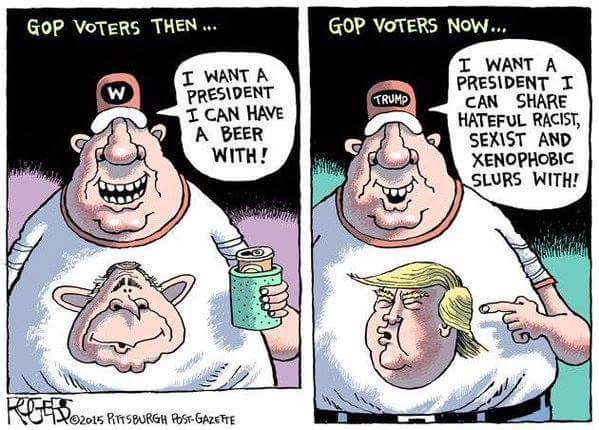 GOP VOTERS THEN...
W
I WANT A
PRESIDENT
I CAN HAVE
A BEER
WITH!
GOP VOTERS NOW...
TRUMP
I WANT A
PRESIDENT I
CAN SHARE
HATEFUL RACIST,
SEXIST AND
XENOPHOBIC
SLURS WITH!
ROGERS ©2015 PITTSBURGH POST-GAZETTE